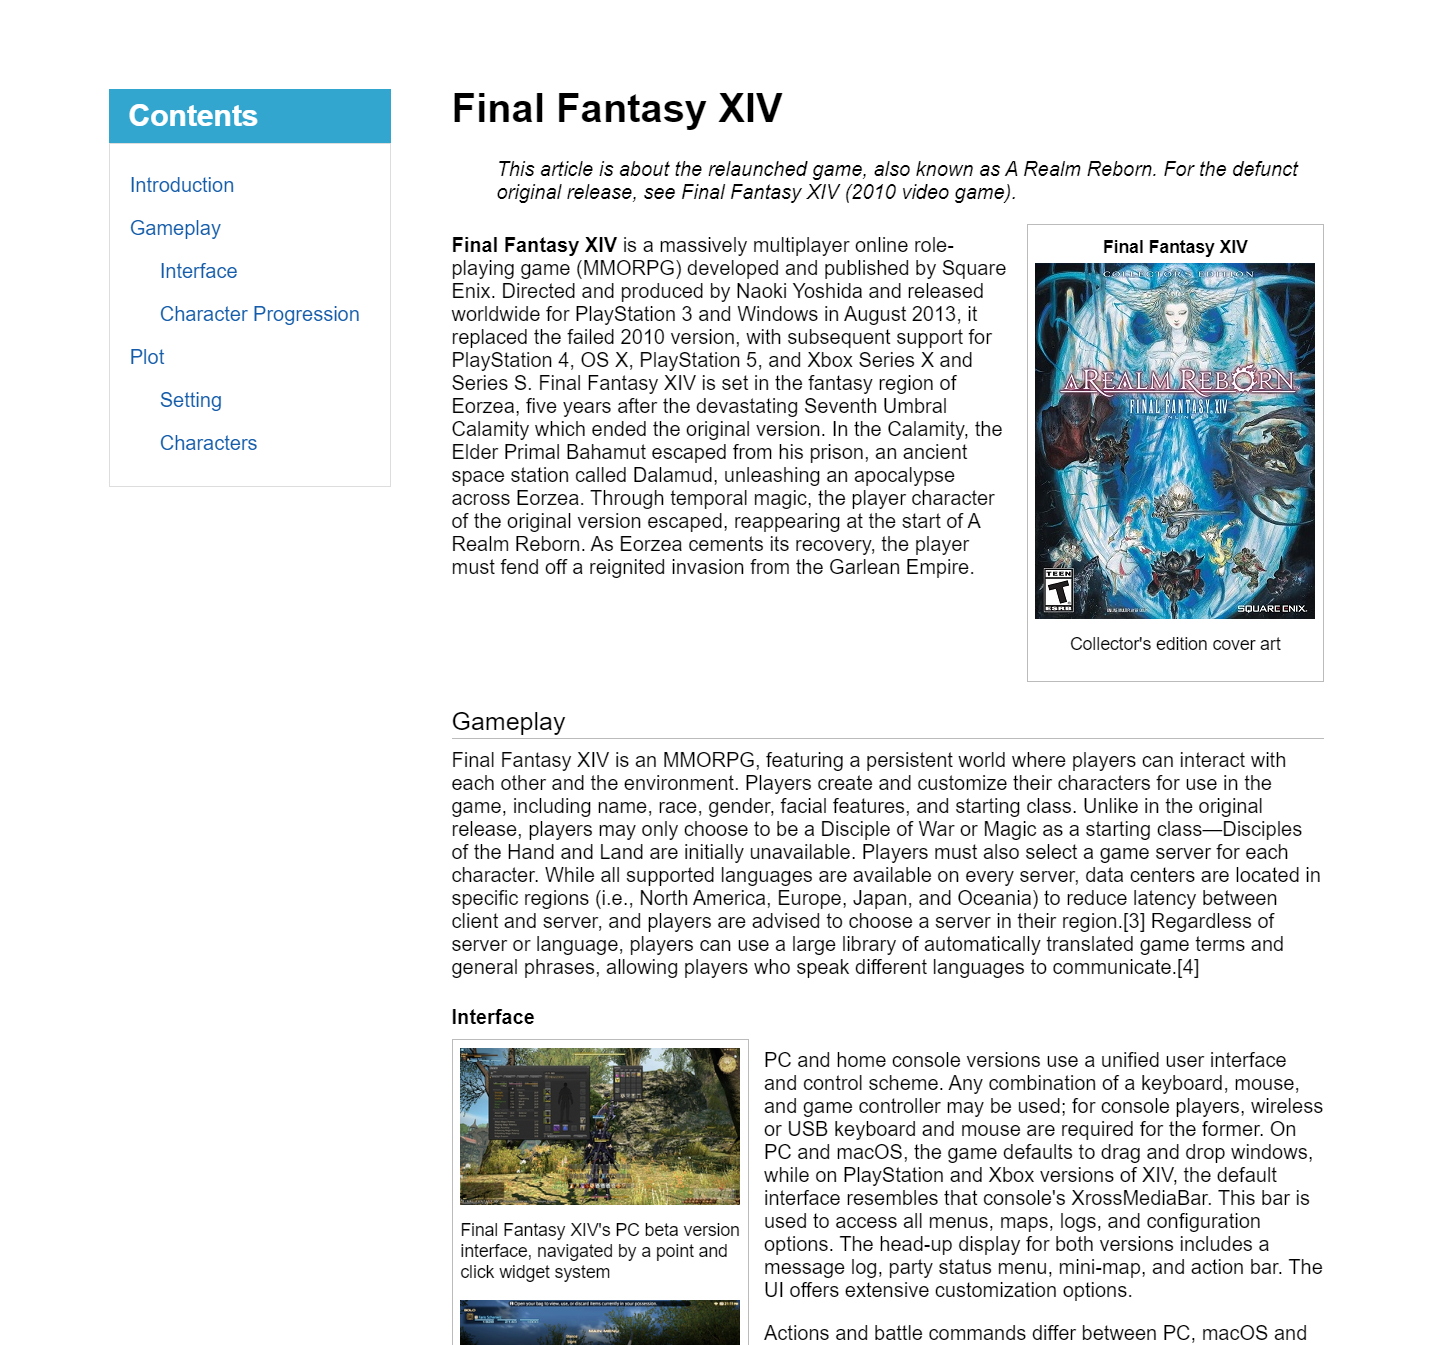 Contents
Introduction
Gameplay
Interface
Character Progression
Plot
Setting
Characters
Final Fantasy XIV
This article is about the relaunched game, also known as A Realm Reborn. For the defunct
original release, see Final Fantasy XIV (2010 video game).
Final Fantasy XIV is a massively multiplayer online role-
playing game (MMORPG) developed and published by Square
Enix. Directed and produced by Naoki Yoshida and released
worldwide for PlayStation 3 and Windows in August 2013, it
replaced the failed 2010 version, with subsequent support for
PlayStation 4, OS X, PlayStation 5, and Xbox Series X and
Series S. Final Fantasy XIV is set in the fantasy region of
Eorzea, five years after the devastating Seventh Umbral
Calamity which ended the original version. In the Calamity, the
Elder Primal Bahamut escaped from his prison, an ancient
space station called Dalamud, unleashing an apocalypse
across Eorzea. Through temporal magic, the player character
of the original version escaped, reappearing at the start of A
Realm Reborn. As Eorzea cements its recovery, the player
must fend off a reignited invasion from the Garlean Empire.
Final Fantasy XIV
COLLECTOR'S EDITION
A REALM REBORN
FINAL FANTASY XIV
ONLINE
TEEN
T
ESRB
SQUARE ENIX.
Collector's edition cover art
Gameplay
Final Fantasy XIV is an MMORPG, featuring a persistent world where players can interact with
each other and the environment. Players create and customize their characters for use in the
game, including name, race, gender, facial features, and starting class. Unlike in the original
release, players may only choose to be a Disciple of War or Magic as a starting class—Disciples
of the Hand and Land are initially unavailable. Players must also select a game server for each
character. While all supported languages are available on every server, data centers are located in
specific regions (i.e., North America, Europe, Japan, and Oceania) to reduce latency between
client and server, and players are advised to choose a server in their region.[3] Regardless of
server or language, players can use a large library of automatically translated game terms and
general phrases, allowing players who speak different languages to communicate.[4]
Interface
Final Fantasy XIV's PC beta version
interface, navigated by a point and
click widget system
Open your bag to view, use, or discard items currently in your possession.
SOLO
MAIN MENU
PC and home console versions use a unified user interface
and control scheme. Any combination of a keyboard, mouse,
and game controller may be used; for console players, wireless
or USB keyboard and mouse are required for the former. On
PC and macOS, the game defaults to drag and drop windows,
while on PlayStation and Xbox versions of XIV, the default
interface resembles that console's XrossMediaBar. This bar is
used to access all menus, maps, logs, and configuration
options. The head-up display for both versions includes a
message log, party status menu, mini-map, and action bar. The
UI offers extensive customization options.
Actions and battle commands differ between PC, macOS and